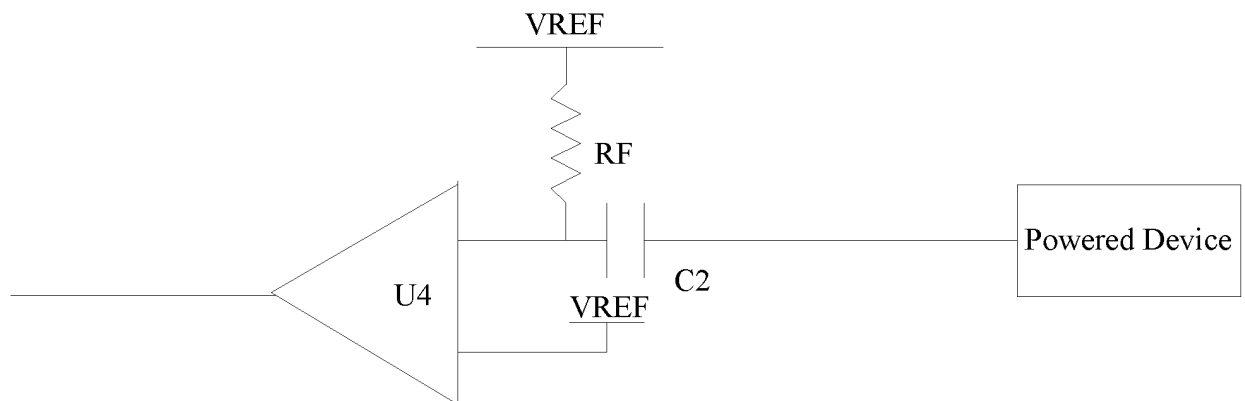 VREF
RF
Powered Device
C2
U4
VREF